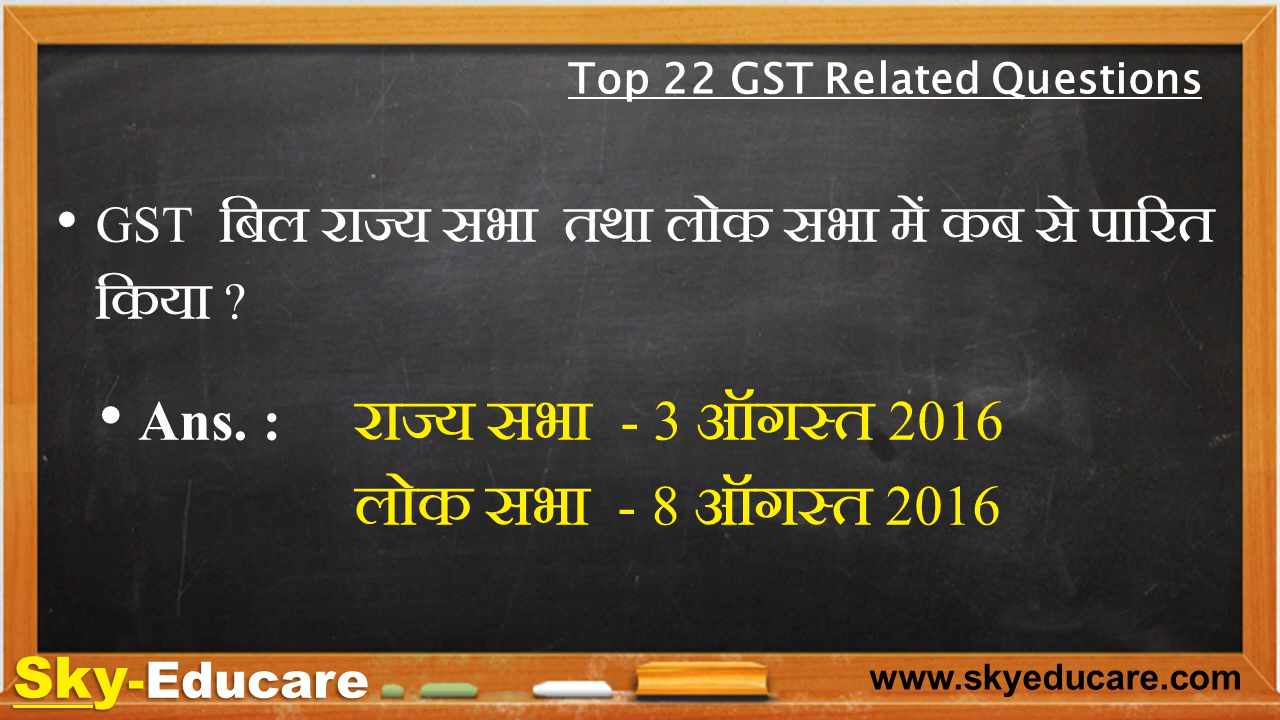 Top 22 GST Related Questions
• GST बिल राज्य सभा तथा लोक सभा में कब से पारित
किया ?
• Ans. : राज्य सभा - 3 ऑगस्त 2016
लोक सभा - 8 ऑगस्त 2016
Sky-Educare
www.skyeducare.com